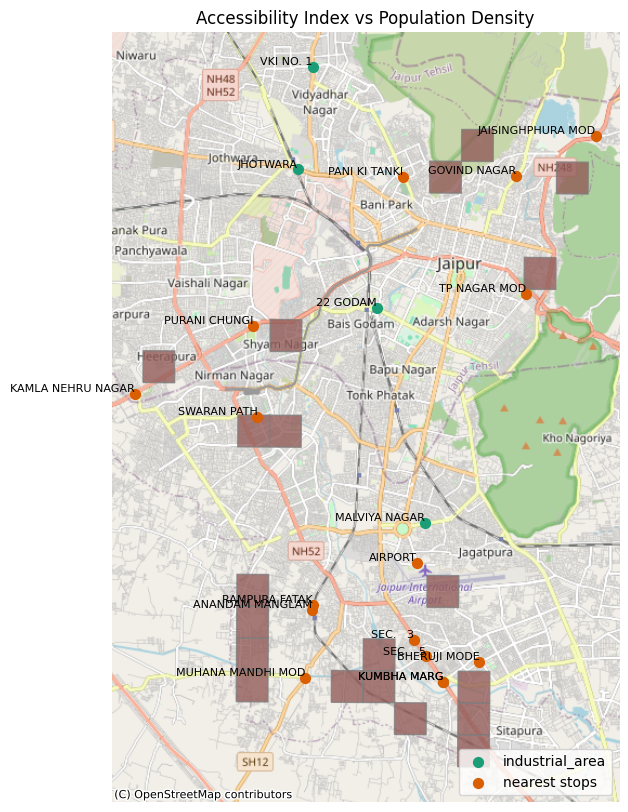 Accessibility Index vs Population Density
Niwaru
VKI NO. 1
NH48
NH52
Jaipur Tehsil
Vidyadhar
Nagar
JAISINGHPHURA MOD
Jothwara
JHOTWARA
PANI KI TANKI
GOVIND NAGAR
NH248
Bani Park
anak Pura
Panchyawala
Jaipur
Vaishali Nagar
TP NAGAR MOD
22 GODAM
arpura
PURANI CHUNGI
Bais Godam
Adarsh Nagar
Shyam Nagar
Heerapura
Nirman Nagar
Bapu Nagar
Jaipur Tehsil
KAMLA NEHRU NAGAR
Tonk Phatak
SWARAN PATH
Kho Nagoriya
MALVIYA NAGAR
NH52
AIRPORT
Jagatpura
Jaipur International
Airport
RAMPURA FATAK
ANANDAM MANGLAM
SEC. 3
SEC. 5
BHERUJI MODE
MUHANA MANDHI MOD
KUMBHA MARG
Sitapura
SH12
industrial_area
nearest stops
(C) OpenStreetMap contributors